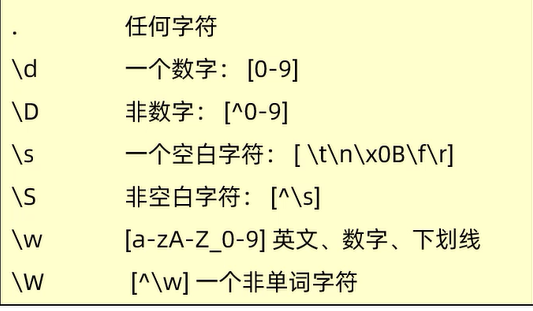 . 任何字符
\d 一个数字： [0-9]
\D 非数字： [^0-9]
\s 一个空白字符： [ \t\n\x0B\f\r]
\S 非空白字符： [^\s]
\w [a-zA-Z_0-9] 英文、数字、下划线
\W [^\w] 一个非单词字符